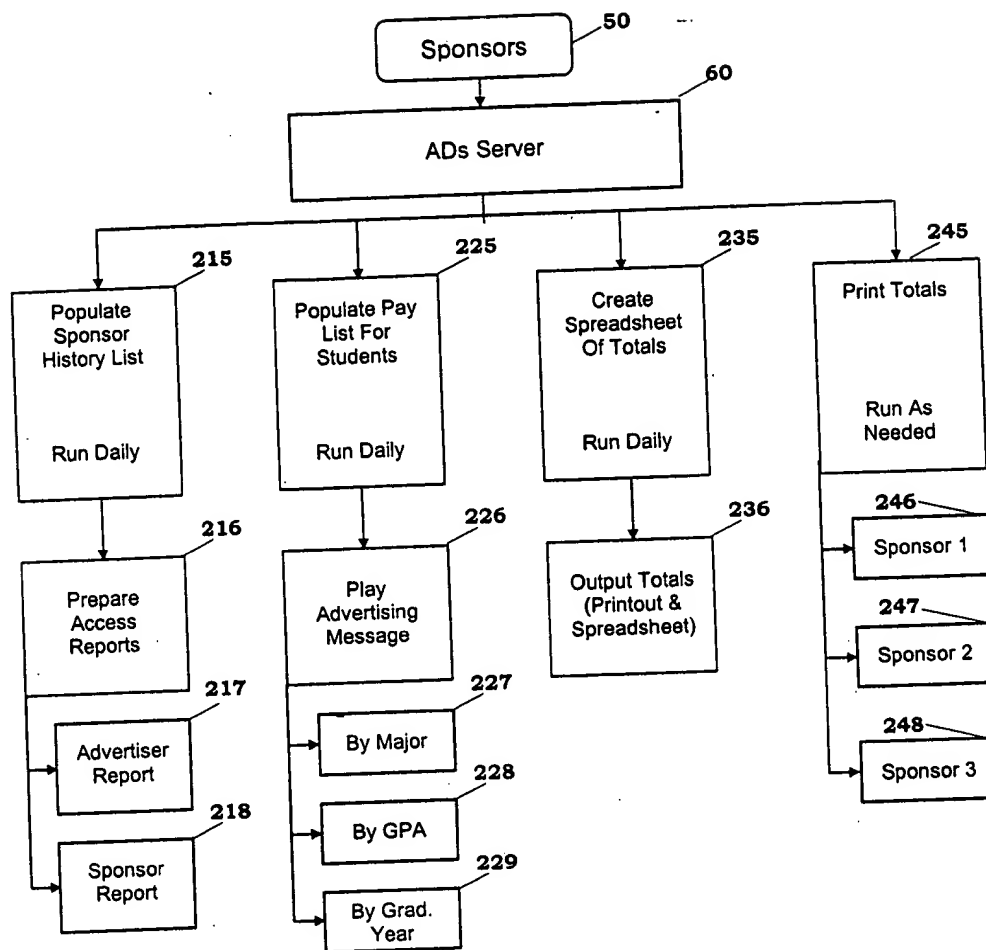 50
Sponsors
60
ADs Server
215
Populate
Sponsor
History List
Run Daily
225
Populate Pay
List For
Students
Run Daily
235
Create
Spreadsheet
Of Totals
Run Daily
245
Print Totals
Run As
Needed
216
Prepare
Access
Reports
217
Advertiser
Report
218
Sponsor
Report
226
Play
Advertising
Message
227
By Major
228
By GPA
229
By Grad.
Year
236
Output Totals
(Printout &
Spreadsheet)
246
Sponsor 1
247
Sponsor 2
248
Sponsor 3